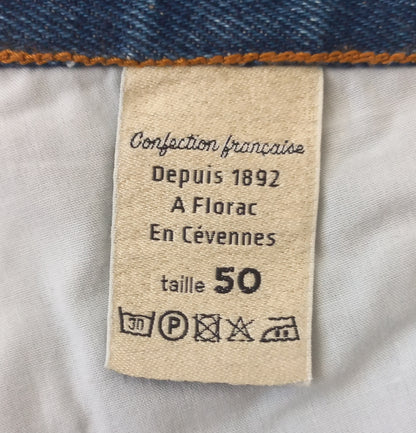 Confection française
Depuis 1892
A Florac
En Cévennes
taille 50
30 P